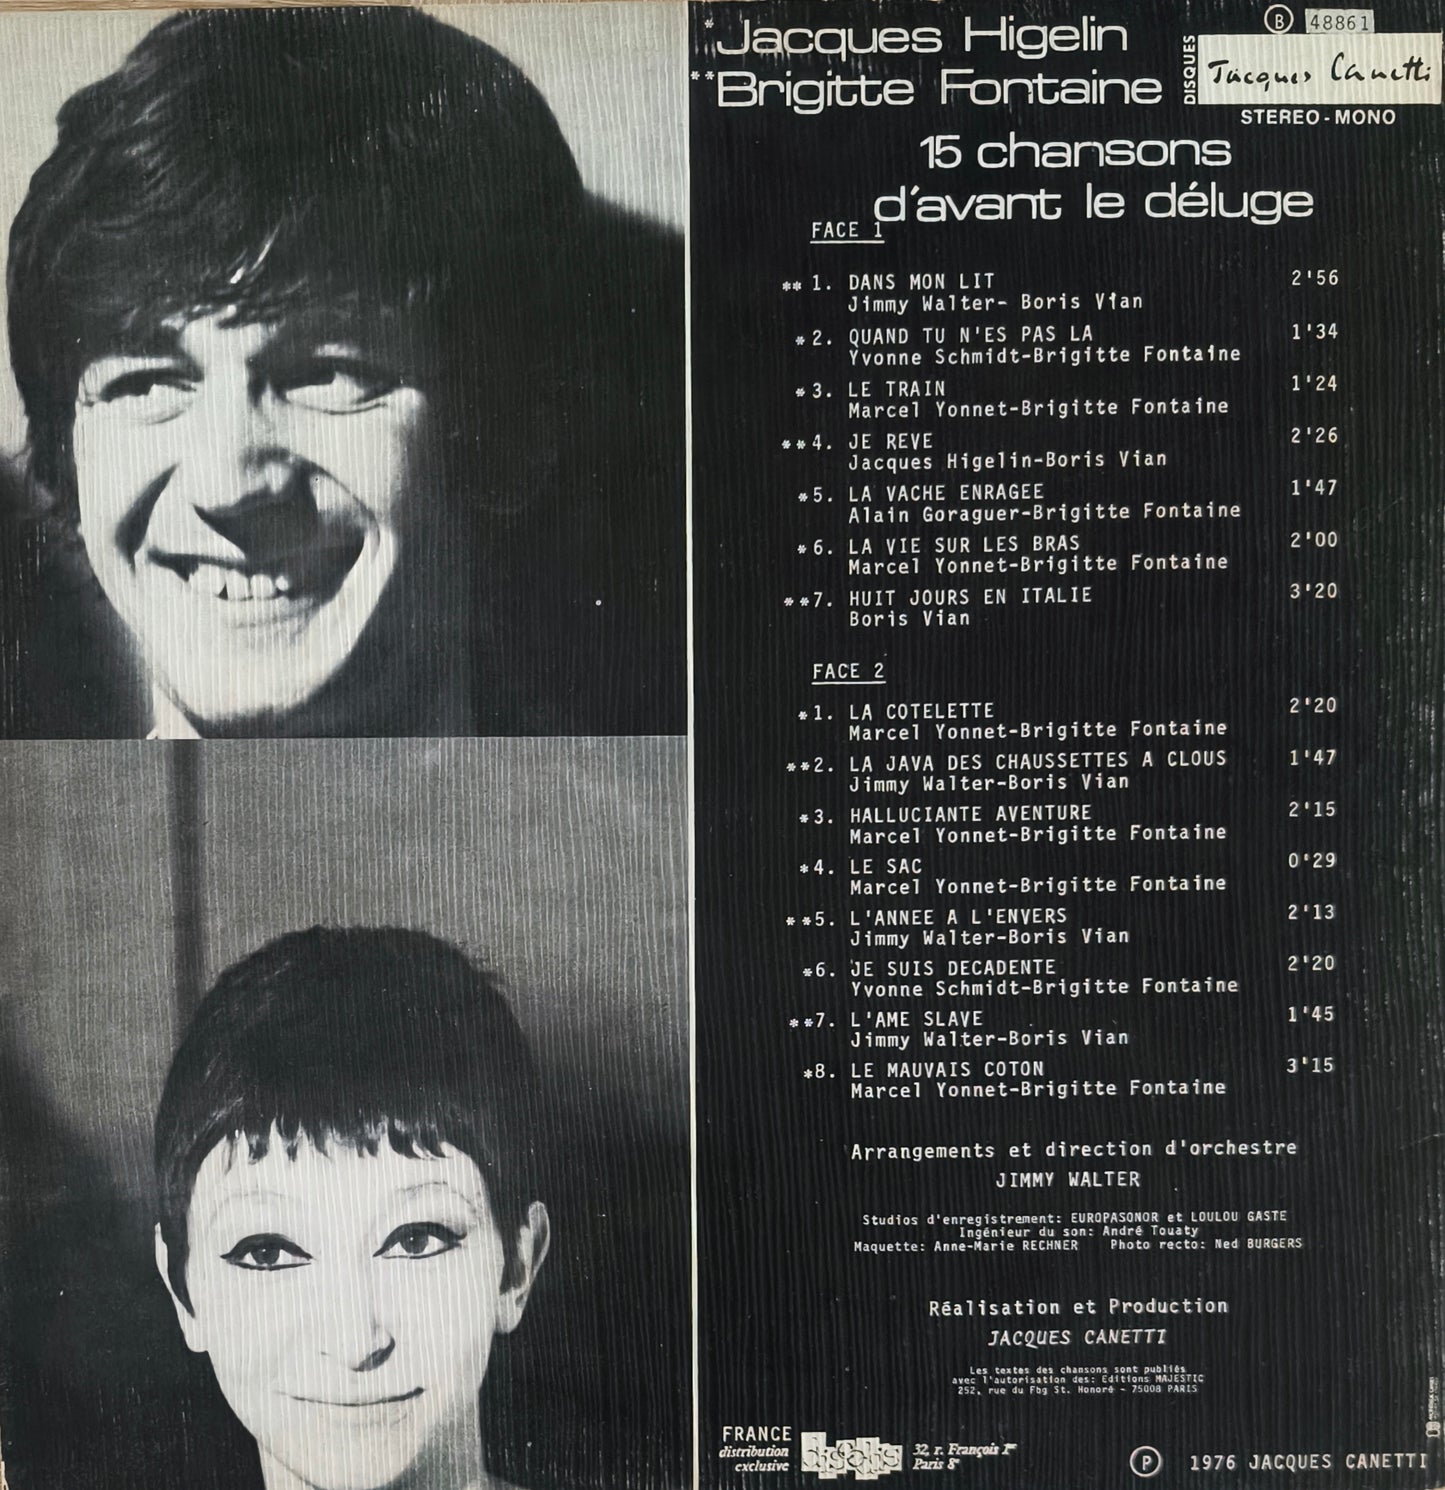 * Jacques Higelin
** Brigitte Fontaine
B 48861
DISQUES
Jacques Canetti
STEREO - MONO
15 chansons
d'avant le déluge
FACE 1
** 1. DANS MON LIT 2'56
Jimmy Walter- Boris Vian
* 2. QUAND TU N'ES PAS LA 1'34
Yvonne Schmidt-Brigitte Fontaine
* 3. LE TRAIN 1'24
Marcel Yonnet-Brigitte Fontaine
** 4. JE REVE 2'26
Jacques Higelin-Boris Vian
* 5. LA VACHE ENRAGEE 1'47
Alain Goraguer-Brigitte Fontaine
* 6. LA VIE SUR LES BRAS 2'00
Marcel Yonnet-Brigitte Fontaine
** 7. HUIT JOURS EN ITALIE 3'20
Boris Vian
FACE 2
* 1. LA COTELETTE 2'20
Marcel Yonnet-Brigitte Fontaine
** 2. LA JAVA DES CHAUSSETTES A CLOUS 1'47
Jimmy Walter-Boris Vian
* 3. HALLUCIANTE AVENTURE 2'15
Marcel Yonnet-Brigitte Fontaine
* 4. LE SAC 0'29
Marcel Yonnet-Brigitte Fontaine
** 5. L'ANNEE A L'ENVERS 2'13
Jimmy Walter-Boris Vian
* 6. JE SUIS DECADENTE 2'20
Yvonne Schmidt-Brigitte Fontaine
** 7. L'AME SLAVE 1'45
Jimmy Walter-Boris Vian
* 8. LE MAUVAIS COTON 3'15
Marcel Yonnet-Brigitte Fontaine
Arrangements et direction d'orchestre
JIMMY WALTER
Studios d'enregistrement: EUROPASONOR et LOULOU GASTE
Ingénieur du son: André Touaty
Maquette: Anne-Marie RECHNER Photo recto: Ned BURGERS
Réalisation et Production
JACQUES CANETTI
Les textes des chansons sont publiés
avec l'autorisation des: Editions MAJESTIC
252, rue du Fbg St. Honoré - 75008 PARIS
FRANCE
distribution
exclusive
discodis
32, r. François 1er
Paris 8e
P 1976 JACQUES CANETTI